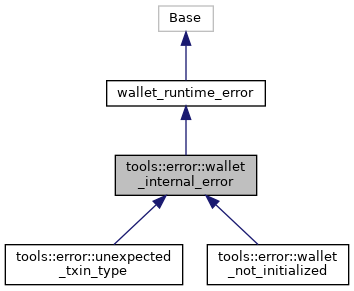 Base
wallet_runtime_error
tools::error::wallet
_internal_error
tools::error::unexpected
_txin_type
tools::error::wallet
_not_initialized